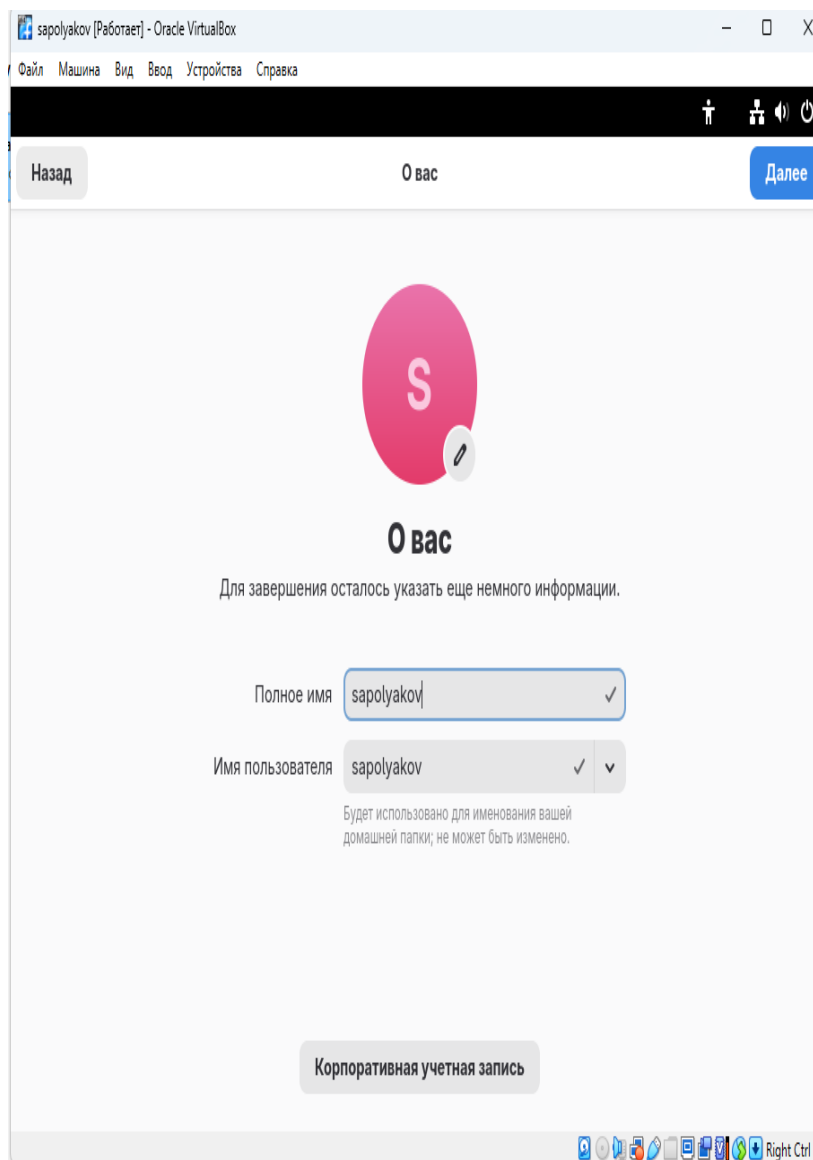 sapolyakov [Работает] - Oracle VirtualBox
Файл Машина Вид Ввод Устройства Справка
Назад О вас Далее
S
О вас
Для завершения осталось указать еще немного информации.
Полное имя sapolyakov
Имя пользователя sapolyakov
Будет использовано для именования вашей
домашней папки; не может быть изменено.
Корпоративная учетная запись
Right Ctrl